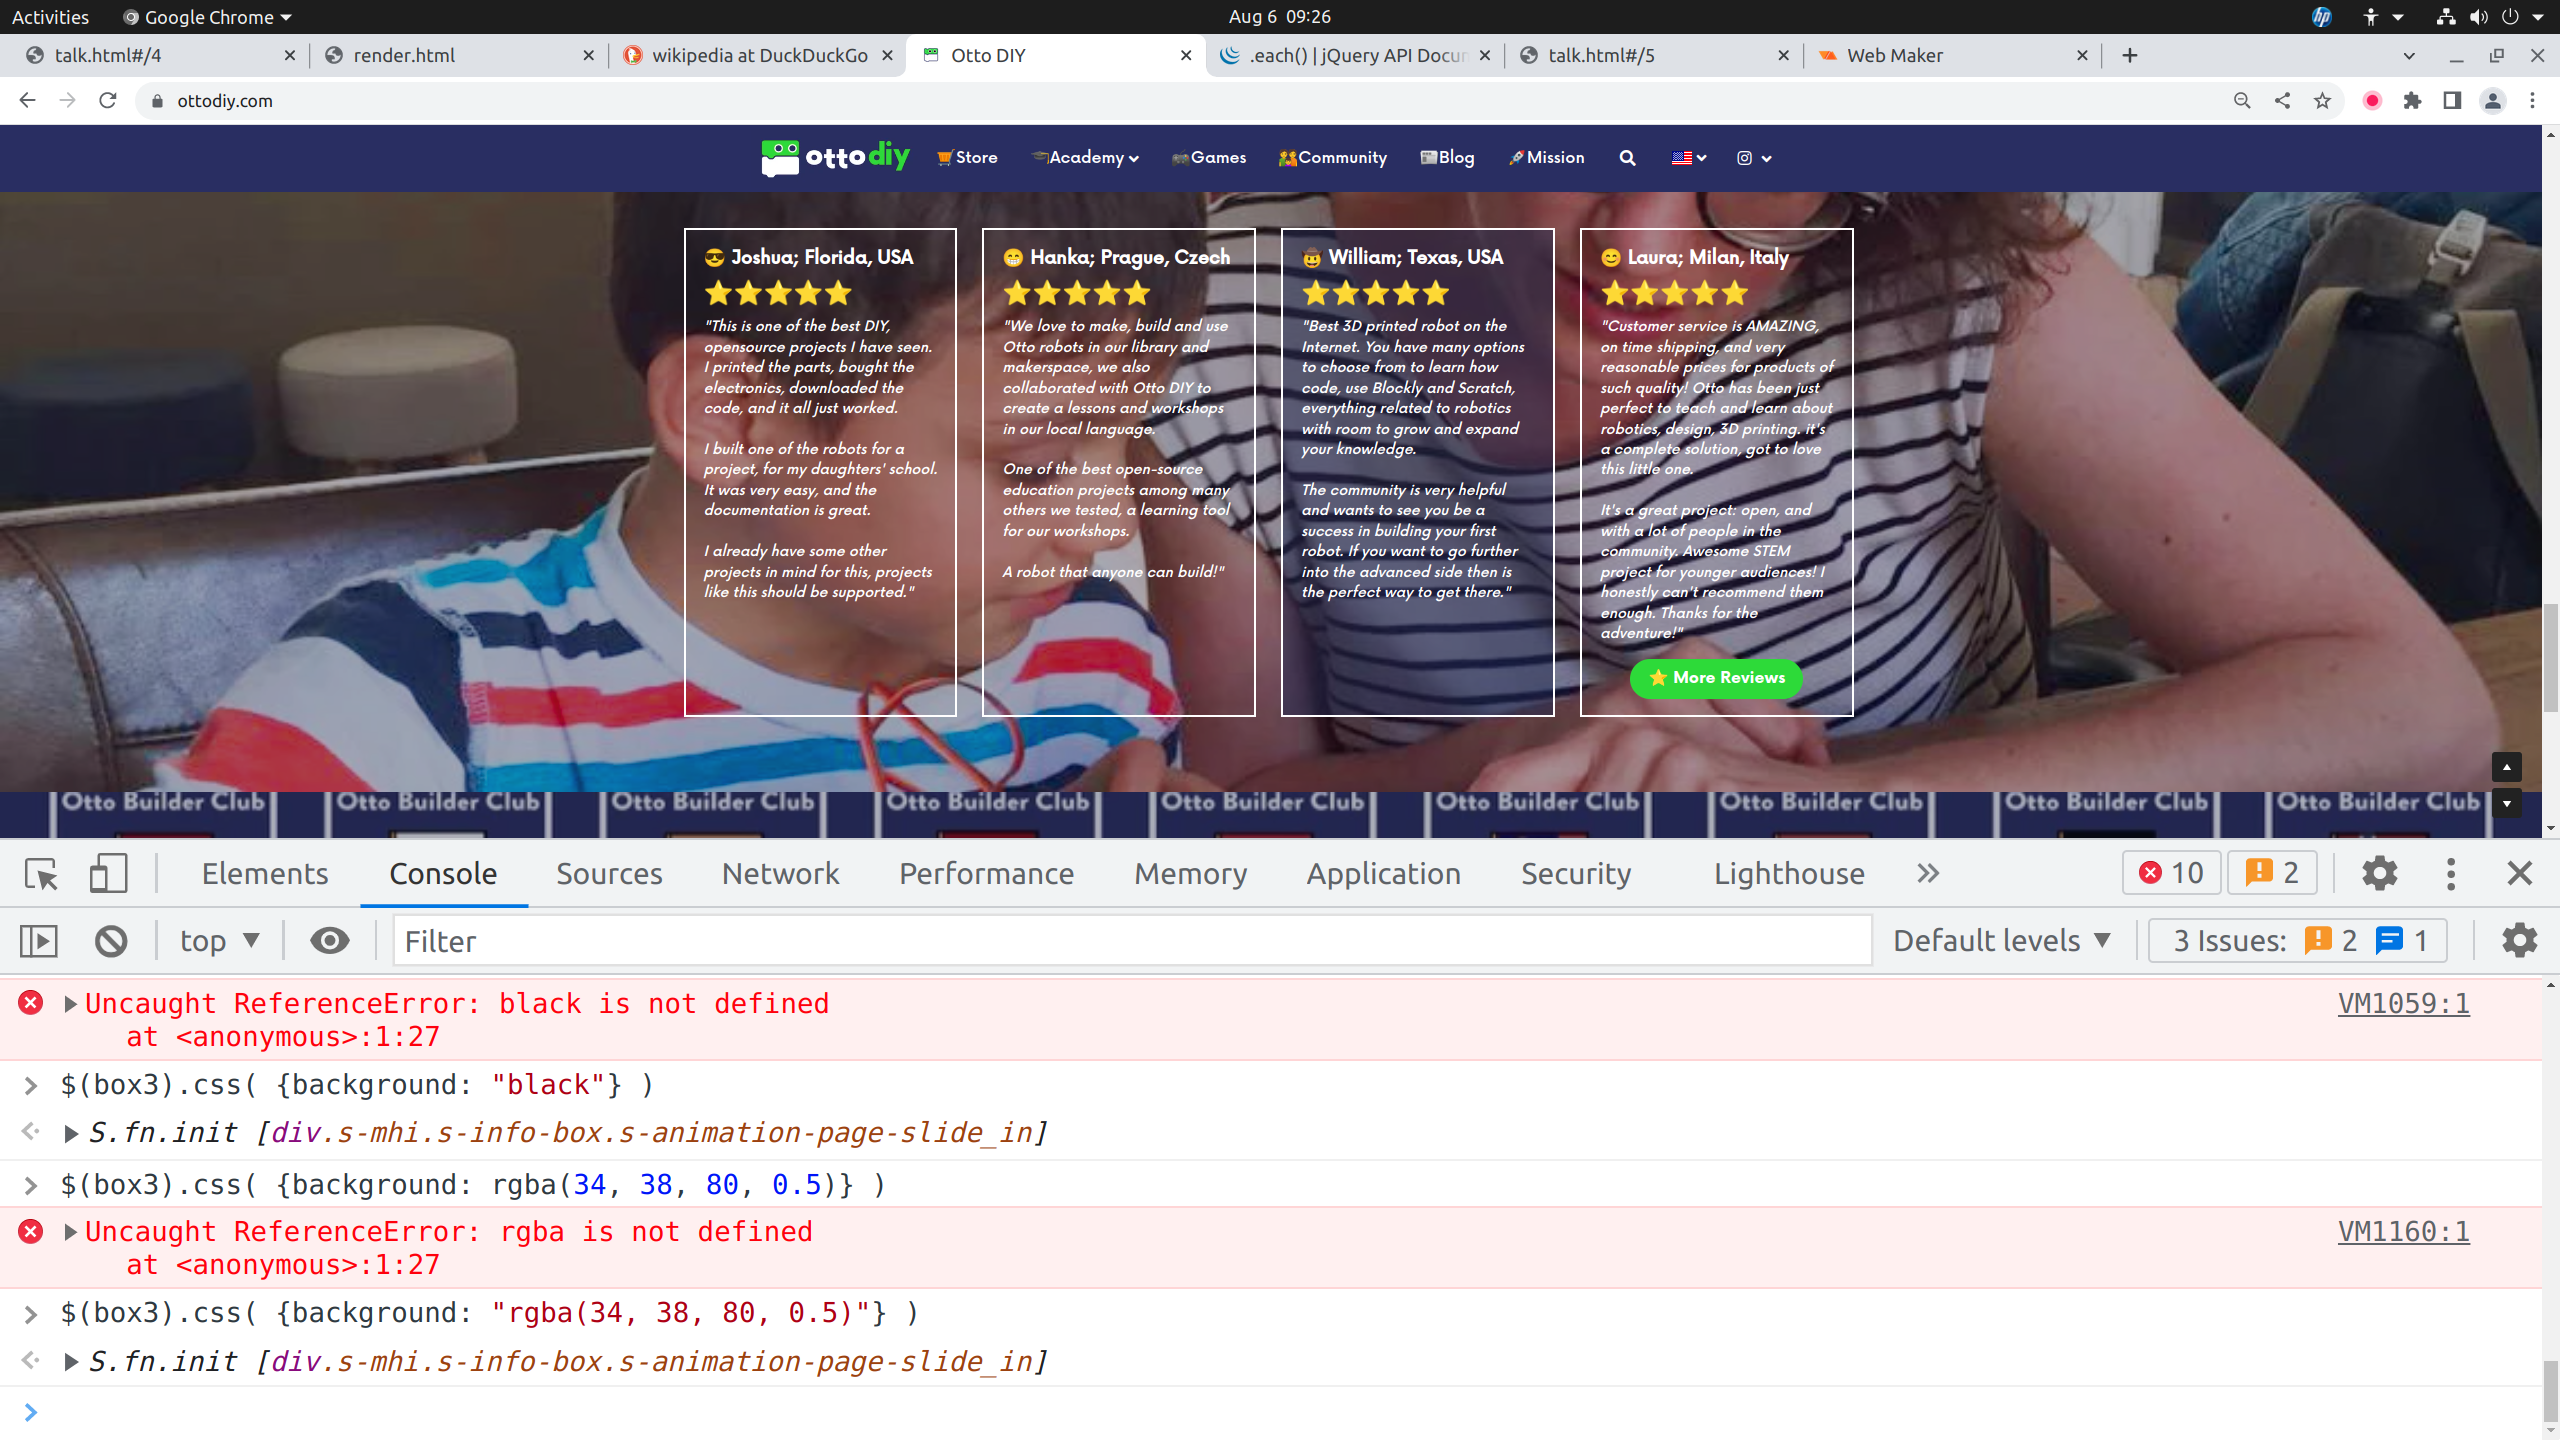 Activities
Google Chrome
Aug 6 09:26
hp
talk.html#/4
render.html
wikipedia at DuckDuckGo
Otto DIY
.each() | jQuery API Docum
talk.html#/5
Web Maker
ottodiy.com
otto diy
Store
Academy
Games
Community
Blog
Mission
Joshua; Florida, USA
"This is one of the best DIY,
opensource projects I have seen.
I printed the parts, bought the
electronics, downloaded the
code, and it all just worked.
I built one of the robots for a
project, for my daughters' school.
It was very easy, and the
documentation is great.
I already have some other
projects in mind for this, projects
like this should be supported."
Hanka; Prague, Czech
"We love to make, build and use
Otto robots in our library and
makerspace, we also
collaborated with Otto DIY to
create a lessons and workshops
in our local language.
One of the best open-source
education projects among many
others we tested, a learning tool
for our workshops.
A robot that anyone can build!"
William; Texas, USA
"Best 3D printed robot on the
Internet. You have many options
to choose from to learn how
code, use Blockly and Scratch,
everything related to robotics
with room to grow and expand
your knowledge.
The community is very helpful
and wants to see you be a
success in building your first
robot. If you want to go further
into the advanced side then is
the perfect way to get there."
Laura; Milan, Italy
"Customer service is AMAZING,
on time shipping, and very
reasonable prices for products of
such quality! Otto has been just
perfect to teach and learn about
robotics, design, 3D printing. it's
a complete solution, got to love
this little one.
It's a great project: open, and
with a lot of people in the
community. Awesome STEM
project for younger audiences! I
honestly can't recommend them
enough. Thanks for the
adventure!"
More Reviews
Otto Builder Club
Otto Builder Club
Otto Builder Club
Otto Builder Club
Otto Builder Club
Otto Builder Club
Otto Builder Club
Otto Builder Club
Otto Builder Club
Elements
Console
Sources
Network
Performance
Memory
Application
Security
Lighthouse
10
2
top
Filter
Default levels
3 Issues:
2
1
Uncaught ReferenceError: black is not defined
VM1059:1
at <anonymous>:1:27
$(box3).css( {background: "black"} )
S.fn.init [div.s-mhi.s-info-box.s-animation-page-slide_in]
$(box3).css( {background: rgba(34, 38, 80, 0.5)} )
Uncaught ReferenceError: rgba is not defined
VM1160:1
at <anonymous>:1:27
$(box3).css( {background: "rgba(34, 38, 80, 0.5)"} )
S.fn.init [div.s-mhi.s-info-box.s-animation-page-slide_in]